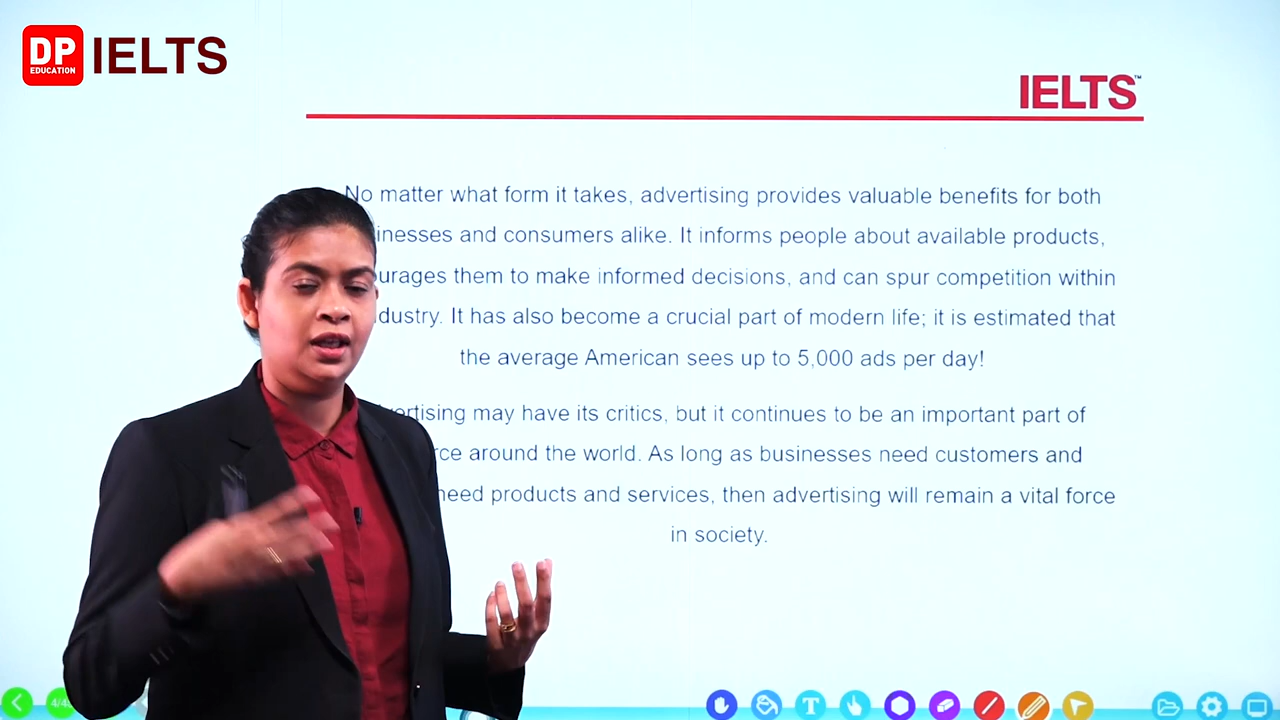 DP
EDUCATION
IELTS
IELTS™
No matter what form it takes, advertising provides valuable benefits for both
inesses and consumers alike. It informs people about available products,
urages them to make informed decisions, and can spur competition within
dustry. It has also become a crucial part of modern life; it is estimated that
the average American sees up to 5,000 ads per day!
ertising may have its critics, but it continues to be an important part of
rce around the world. As long as businesses need customers and
need products and services, then advertising will remain a vital force
in society.